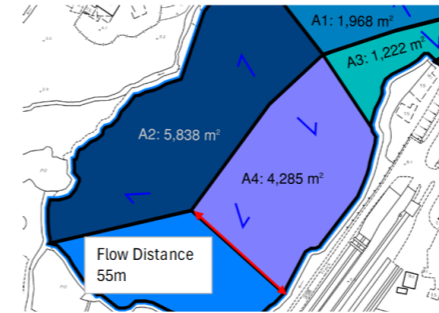 A1: 1,968 m²
A3: 1,222 m²
A2: 5,838 m²
A4: 4,285 m²
Flow Distance
55m